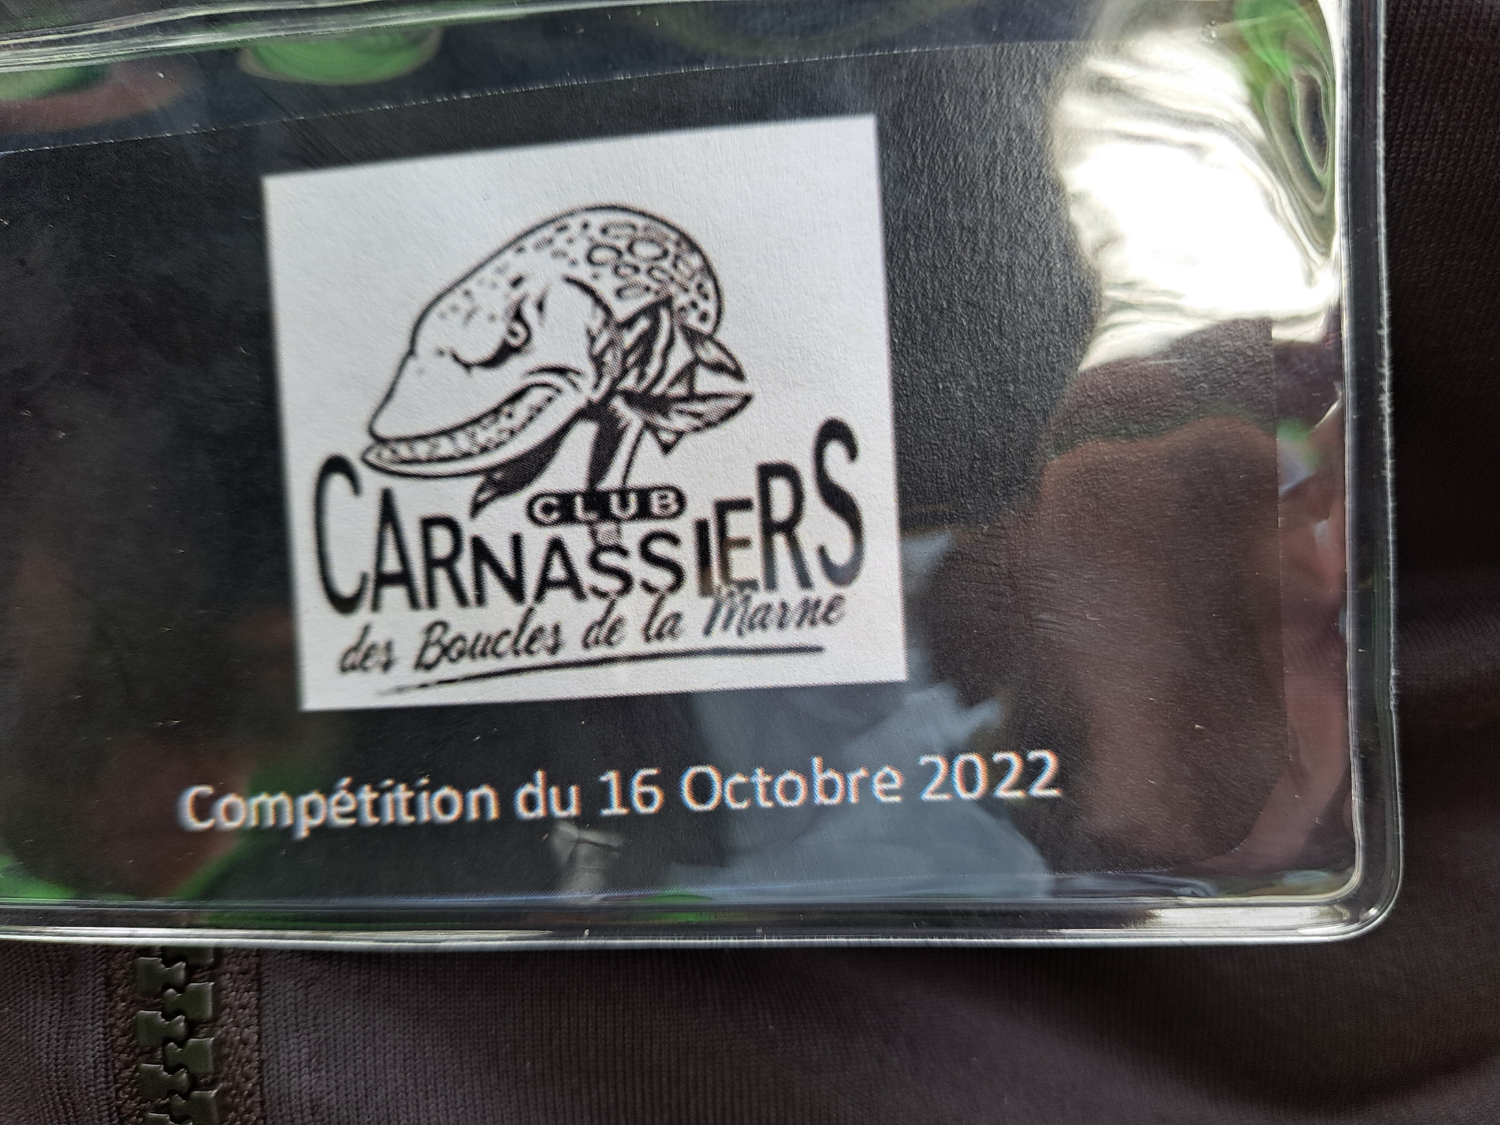 CLUB
CARNASSIERS
des Boucles de la Marne
Compétition du 16 Octobre 2022